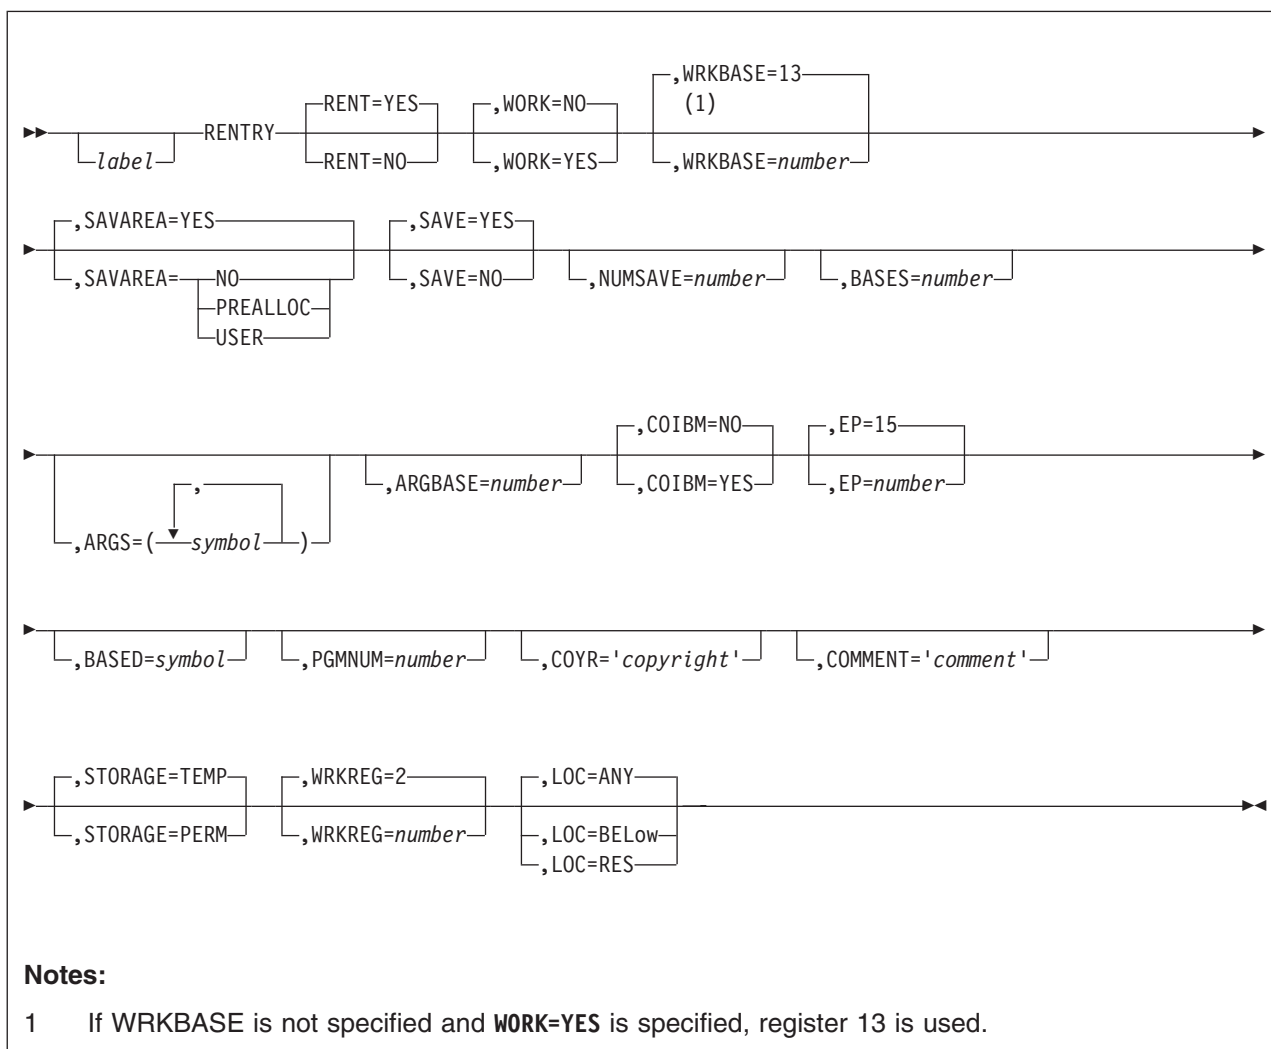 ,WRKBASE=13
RENT=YES ,WORK=NO (1)
label RENTRY
RENT=NO ,WORK=YES ,WRKBASE=number
,SAVAREA=YES ,SAVE=YES
,SAVAREA= NO ,SAVE=NO ,NUMSAVE=number ,BASES=number
PREALLOC
USER
,COIBM=NO ,EP=15
, ,ARGBASE=number ,COIBM=YES ,EP=number
,ARGS=( symbol )
,BASED=symbol ,PGMNUM=number ,COYR='copyright' ,COMMENT='comment'
,STORAGE=TEMP ,WRKREG=2 ,LOC=ANY
,STORAGE=PERM ,WRKREG=number ,LOC=BELow
,LOC=RES
Notes:
1 If WRKBASE is not specified and WORK=YES is specified, register 13 is used.